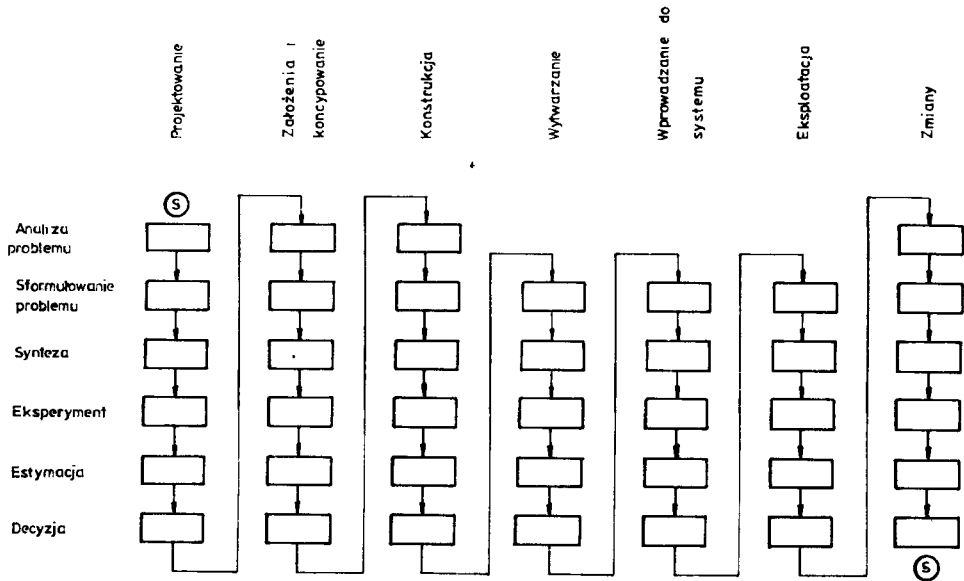 Projektowanie
Założenia i
koncypowanie
Konstrukcja
Wytwarzanie
Wprowadzanie do
systemu
Eksploatacja
Zmiany
S
Analiza
problemu
Sformułowanie
problemu
Synteza
Eksperyment
Estymacja
Decyzja
S